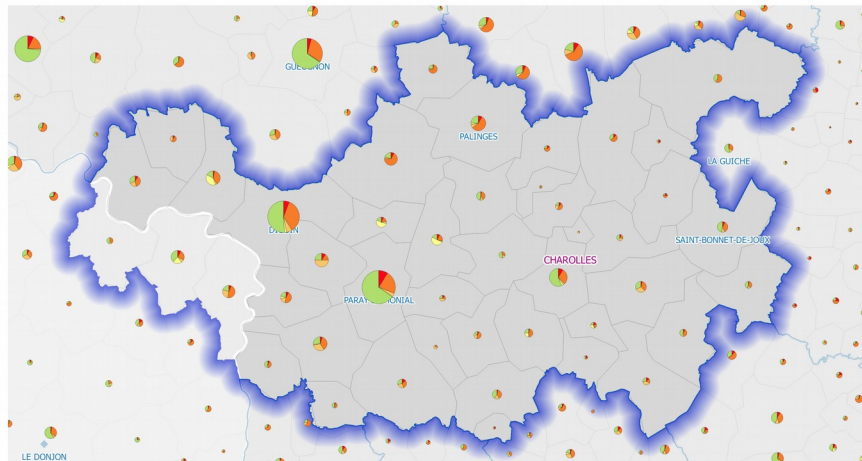 GUEUGNON
PALINGES
LA GUICHE
DIGOIN
SAINT-BONNET-DE-JOUX
CHAROLLES
PARAY-LE-MONIAL
LE DONJON